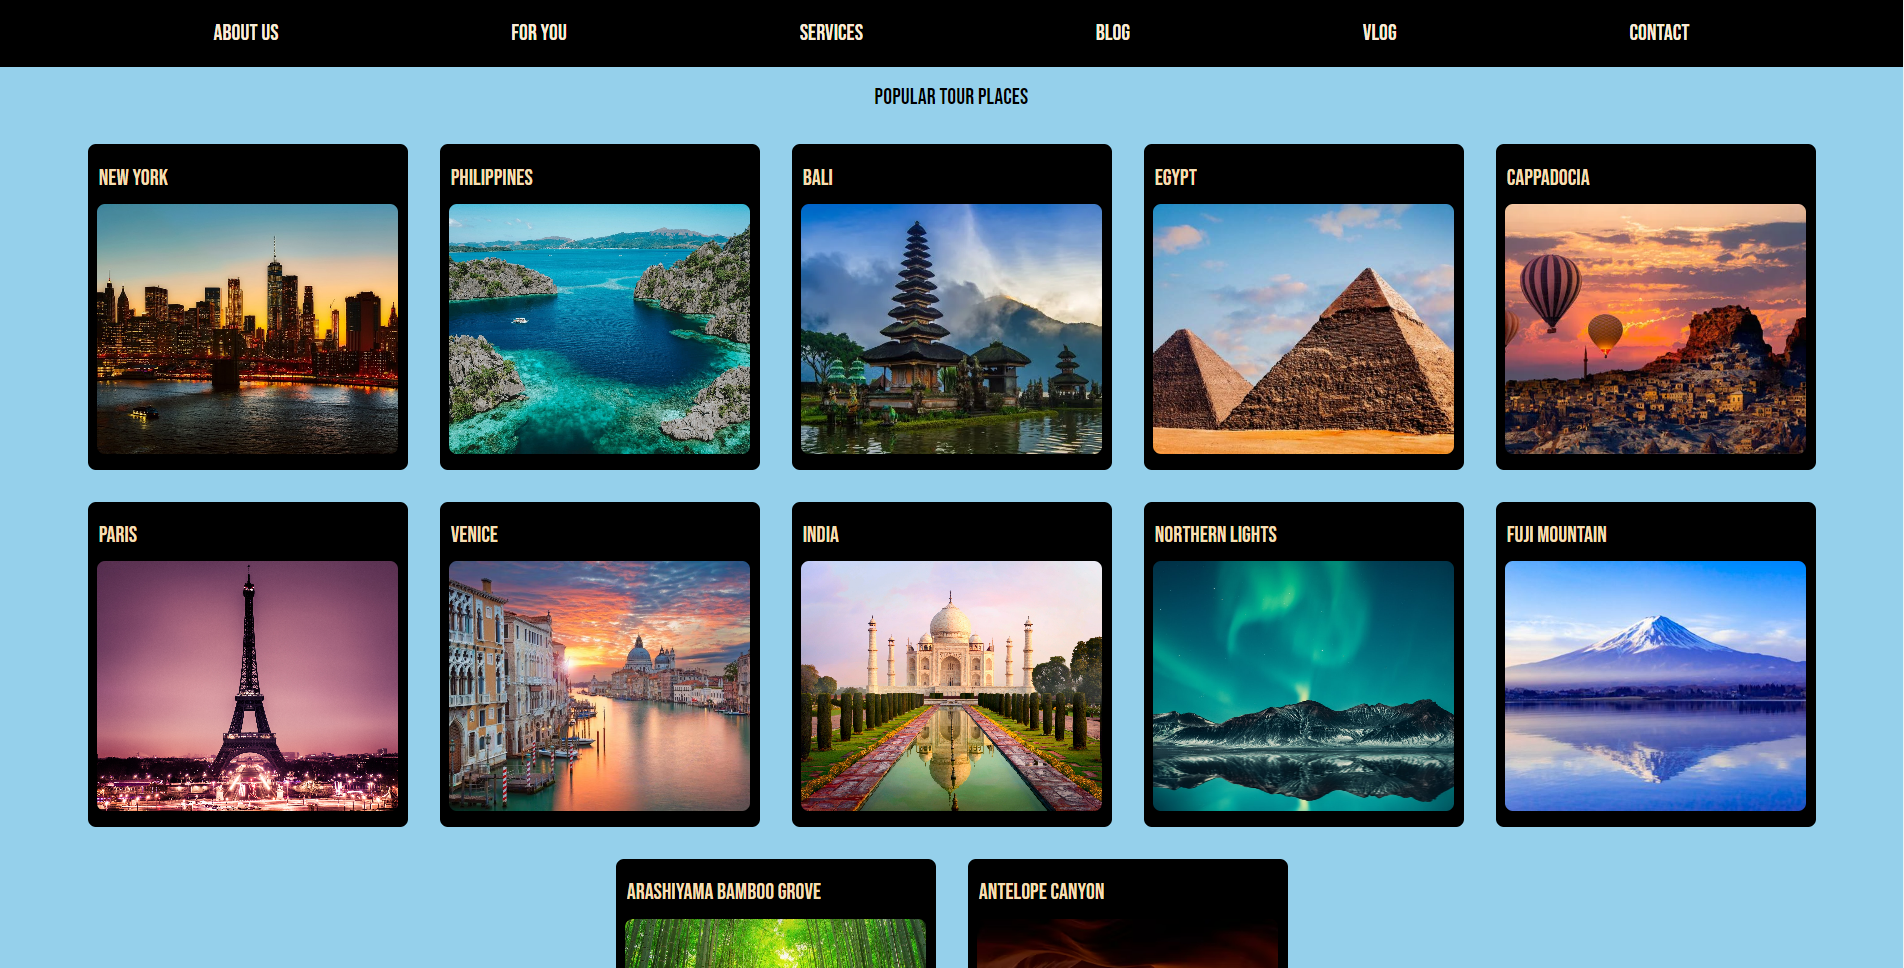 ABOUT US
FOR YOU
SERVICES
BLOG
VLOG
CONTACT
POPULAR TOUR PLACES
NEW YORK
PHILIPPINES
BALI
EGYPT
CAPPADOCIA
PARIS
VENICE
INDIA
NORTHERN LIGHTS
FUJI MOUNTAIN
ARASHIYAMA BAMBOO GROVE
ANTELOPE CANYON